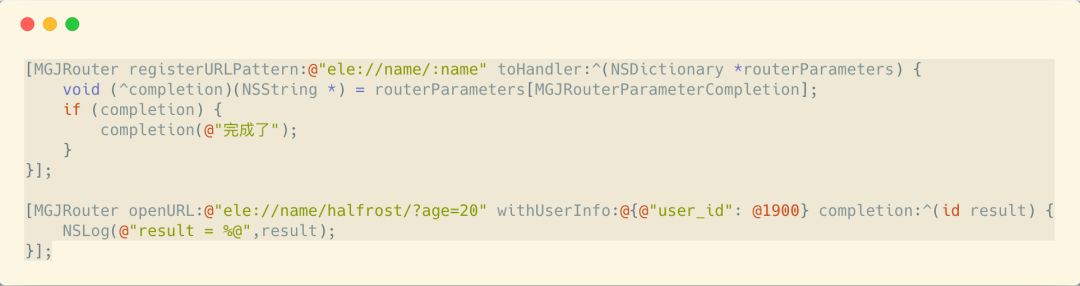 [MGJRouter registerURLPattern:@"ele://name/:name" toHandler:^(NSDictionary *routerParameters) {
    void (^completion)(NSString *) = routerParameters[MGJRouterParameterCompletion];
    if (completion) {
        completion(@"完成了");
    }
}];

[MGJRouter openURL:@"ele://name/halfrost/?age=20" withUserInfo:@{@"user_id": @1900} completion:^(id result) {
    NSLog(@"result = %@",result);
}];